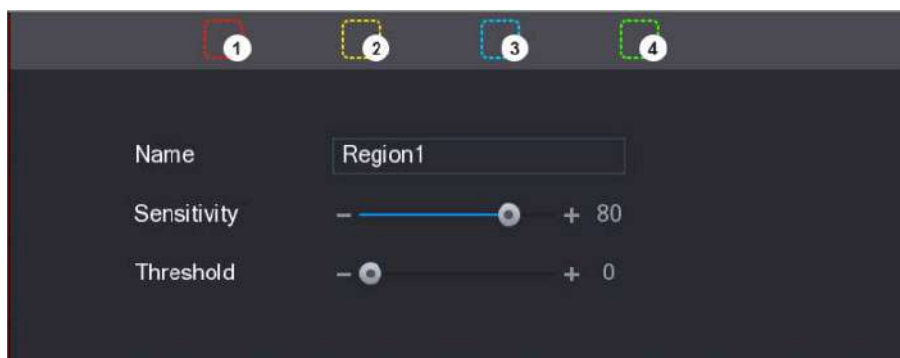 1 2 3 4
Name Region1
Sensitivity - + 80
Threshold - + 0